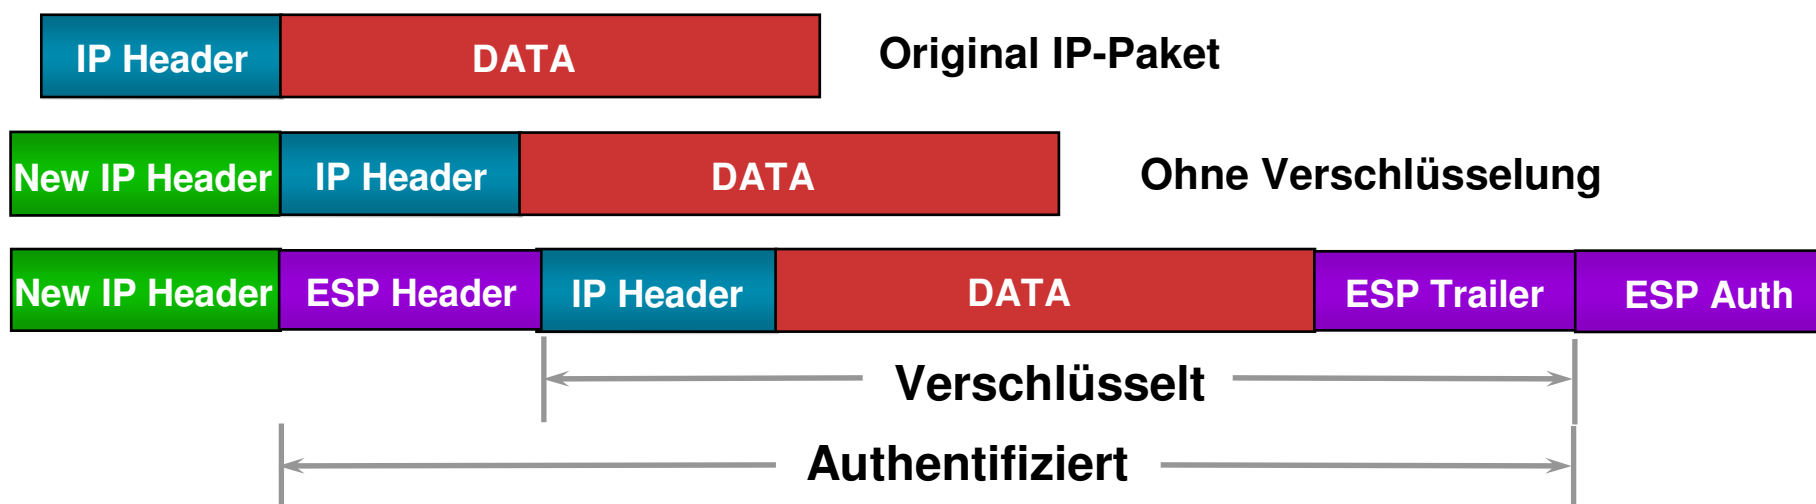 IP Header DATA Original IP-Paket
New IP Header IP Header DATA Ohne Verschlüsselung
New IP Header ESP Header IP Header DATA ESP Trailer ESP Auth
Verschlüsselt
Authentifiziert